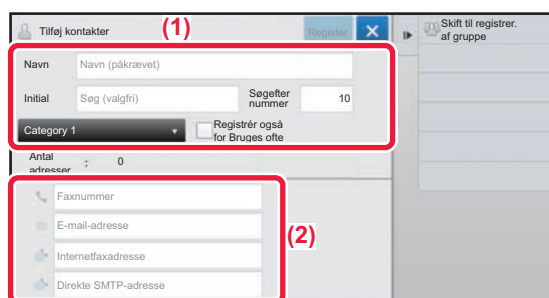 Tilføj kontakter
(1)
Register
Skift til registrer.
af gruppe
Navn
Navn (påkrævet)
Initial
Søg (valgfri)
Søgefter
nummer
10
Category 1
Registrér også
for Bruges ofte
Antal
adresser
:
0
Faxnummer
E-mail-adresse
(2)
Internetfaxadresse
Direkte SMTP-adresse